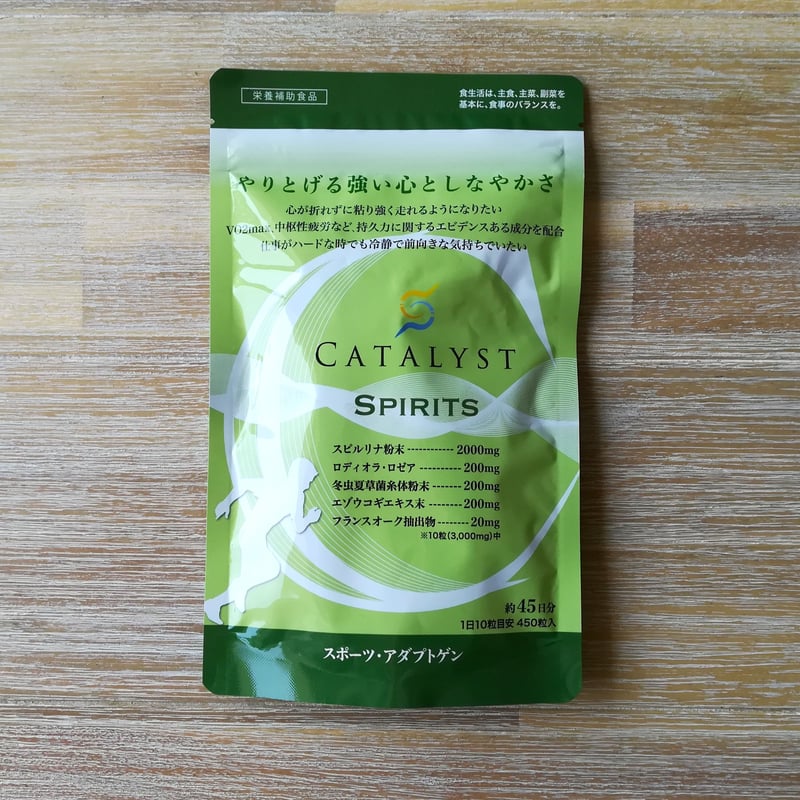 栄養補助食品
食生活は、主食、主菜、副菜を
基本に、食事のバランスを。
やりとげる強い心としなやかさ
心が折れずに粘り強く走れるようになりたい
VO2max、中枢性疲労など、持久力に関するエビデンスある成分を配合
仕事がハードな時でも冷静で前向きな気持ちでいたい
CATALYST
SPIRITS
スピルリナ粉末 ------------ 2000mg
ロディオラ・ロゼア ---------- 200mg
冬虫夏草菌糸体粉末 ------- 200mg
エゾウコギエキス末 -------- 200mg
フランスオーク抽出物 -------- 20mg
※10粒(3,000mg)中
約45日分
1日10粒目安 450粒入
スポーツ・アダプトゲン